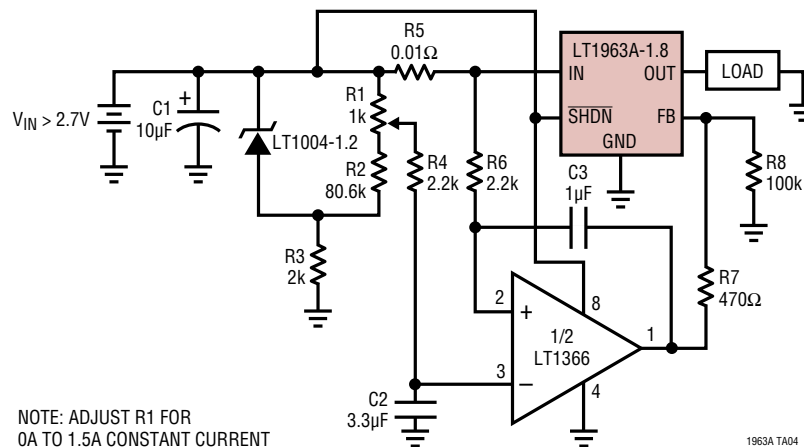 R5
0.01Ω
LT1963A-1.8
IN
OUT
LOAD
SHDN
FB
GND
R1
1k
VIN > 2.7V
C1
10µF
+
LT1004-1.2
R2
80.6k
R4
2.2k
R6
2.2k
C3
1µF
R8
100k
R3
2k
R7
470Ω
2
+
8
1/2
LT1366
1
3
–
4
C2
3.3µF
NOTE: ADJUST R1 FOR
0A TO 1.5A CONSTANT CURRENT
1963A TA04